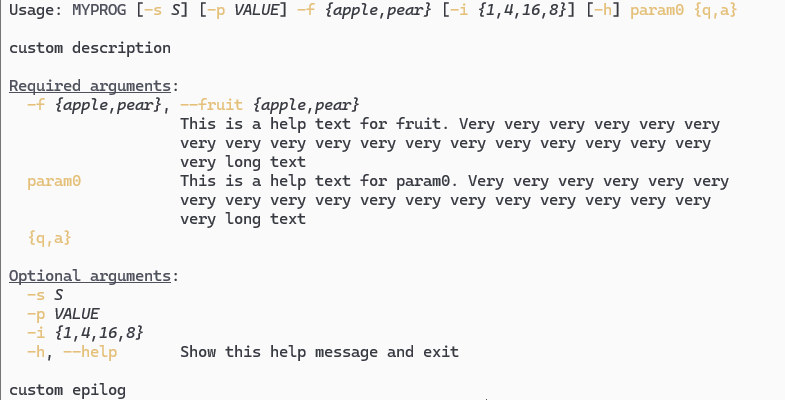 Usage: MYPROG [-s S] [-p VALUE] -f {apple,pear} [-i {1,4,16,8}] [-h] param0 {q,a}
custom description
Required arguments:
-f {apple,pear}, --fruit {apple,pear}
This is a help text for fruit. Very very very very very very
very very very very very very very very very very very very
very long text
param0 This is a help text for param0. Very very very very very very
very very very very very very very very very very very very
very long text
{q,a}
Optional arguments:
-s S
-p VALUE
-i {1,4,16,8}
-h, --help Show this help message and exit
custom epilog